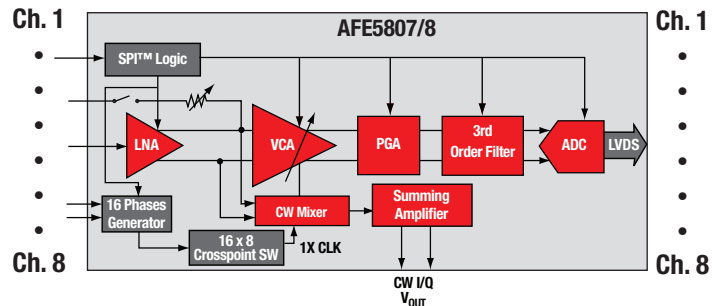 Ch. 1
AFE5807/8
Ch. 1
SPI™ Logic
LNA
VCA
PGA
3rd
Order Filter
ADC
LVDS
16 Phases
Generator
CW Mixer
Summing
Amplifier
16 x 8
Crosspoint SW
1X CLK
Ch. 8
Ch. 8
CW I/Q
VOUT